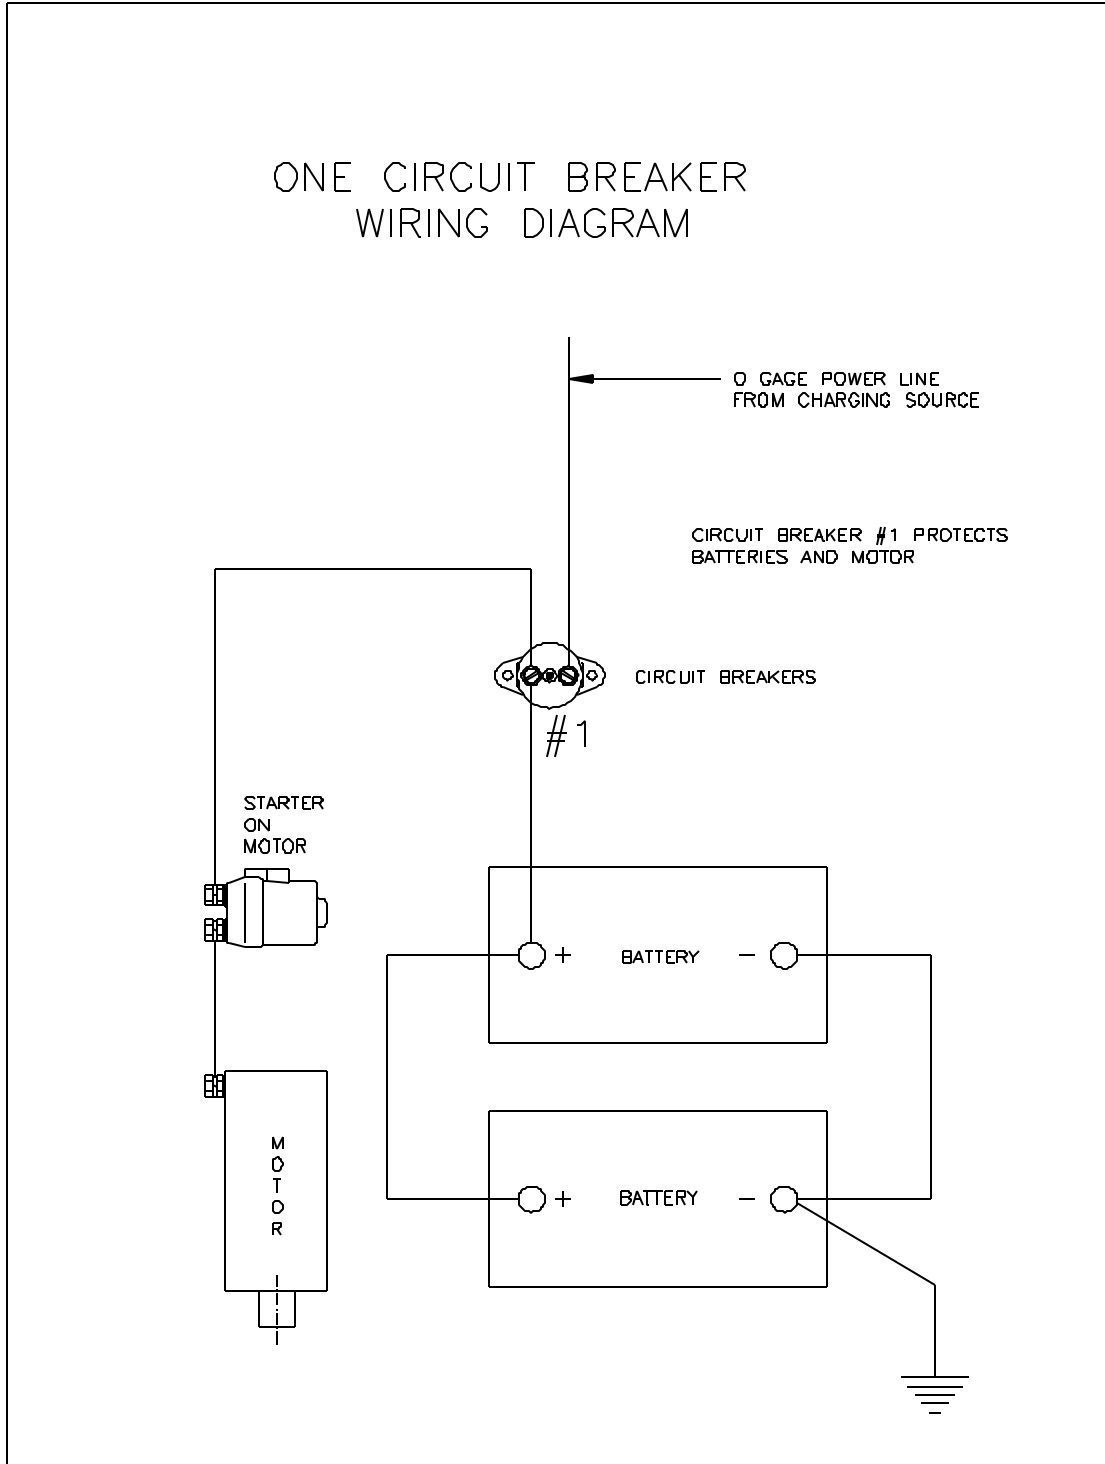 ONE CIRCUIT BREAKER
WIRING DIAGRAM
O GAGE POWER LINE
FROM CHARGING SOURCE
CIRCUIT BREAKER #1 PROTECTS
BATTERIES AND MOTOR
CIRCUIT BREAKERS
#1
STARTER
ON
MOTOR
+ BATTERY -
+ BATTERY -
MOTOR